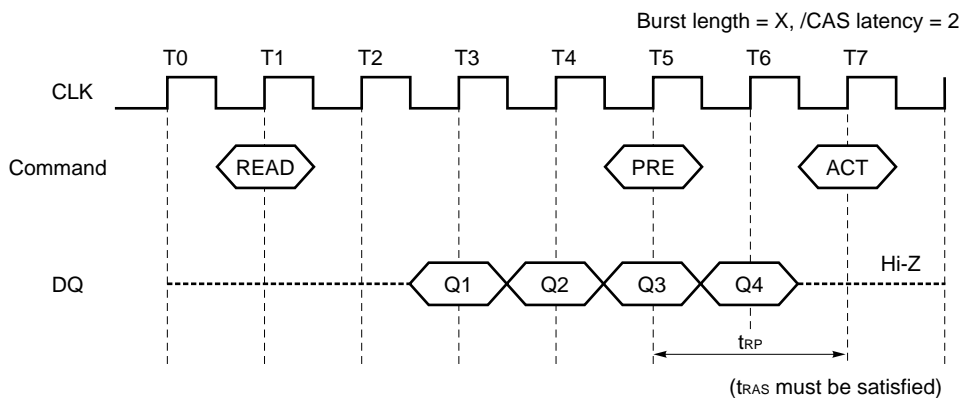 Burst length = X, /CAS latency = 2
T0 T1 T2 T3 T4 T5 T6 T7
CLK
Command READ PRE ACT
DQ Q1 Q2 Q3 Q4 Hi-Z
tRP
(tRAS must be satisfied)